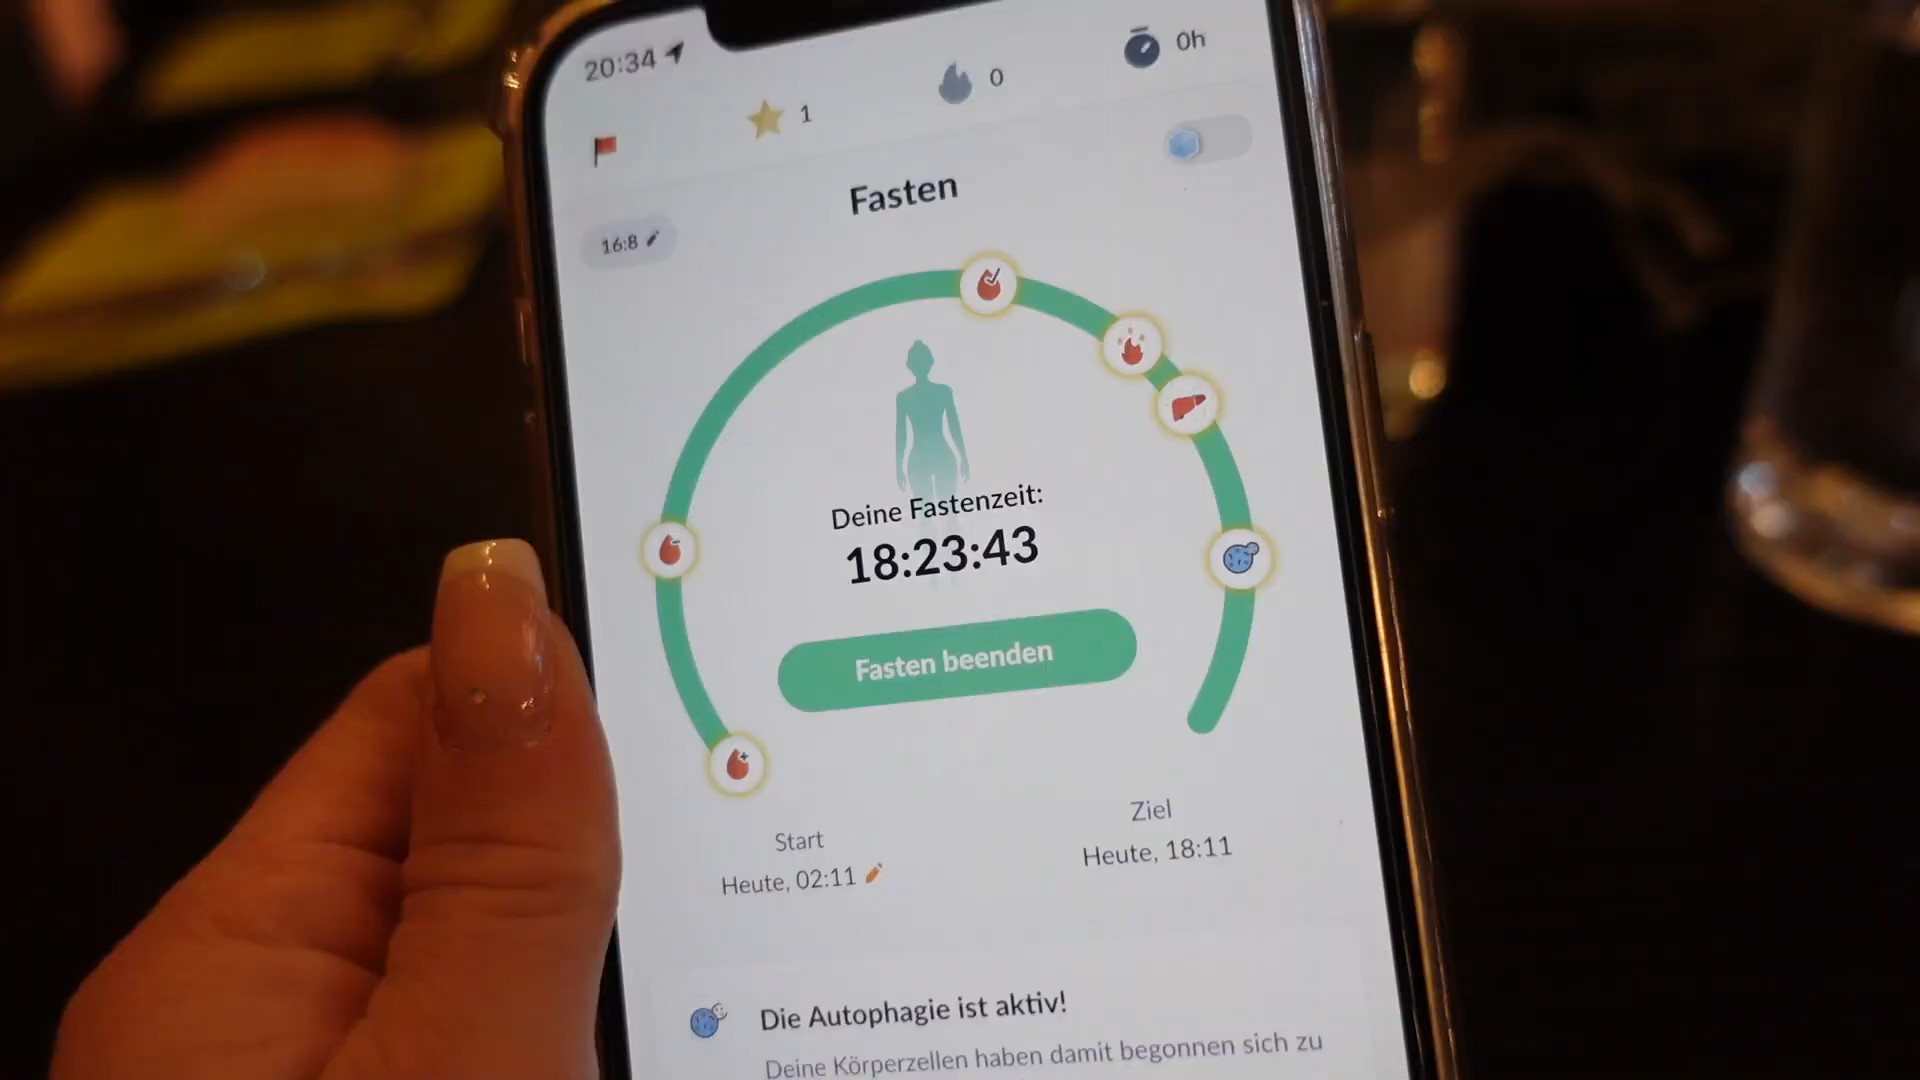 20:34
1
0
0h
Fasten
16:8
Deine Fastenzeit:
18:23:43
Fasten beenden
Start
Heute, 02:11
Ziel
Heute, 18:11
Die Autophagie ist aktiv!
Deine Körperzellen haben damit begonnen sich zu